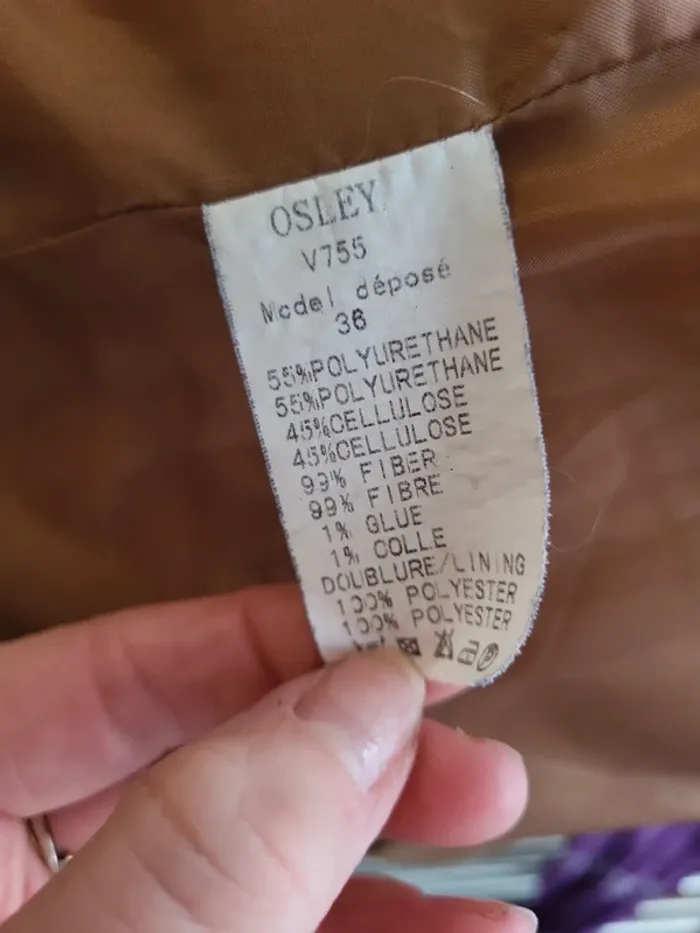 OSLEY
V755
Model déposé
36
55%POLYURETHANE
55%POLYURETHANE
45%CELLULOSE
45%CELLULOSE
99% FIBER
99% FIBRE
1% GLUE
1% COLLE
DOUBLURE/LINING
100% POLYESTER
100% POLYESTER